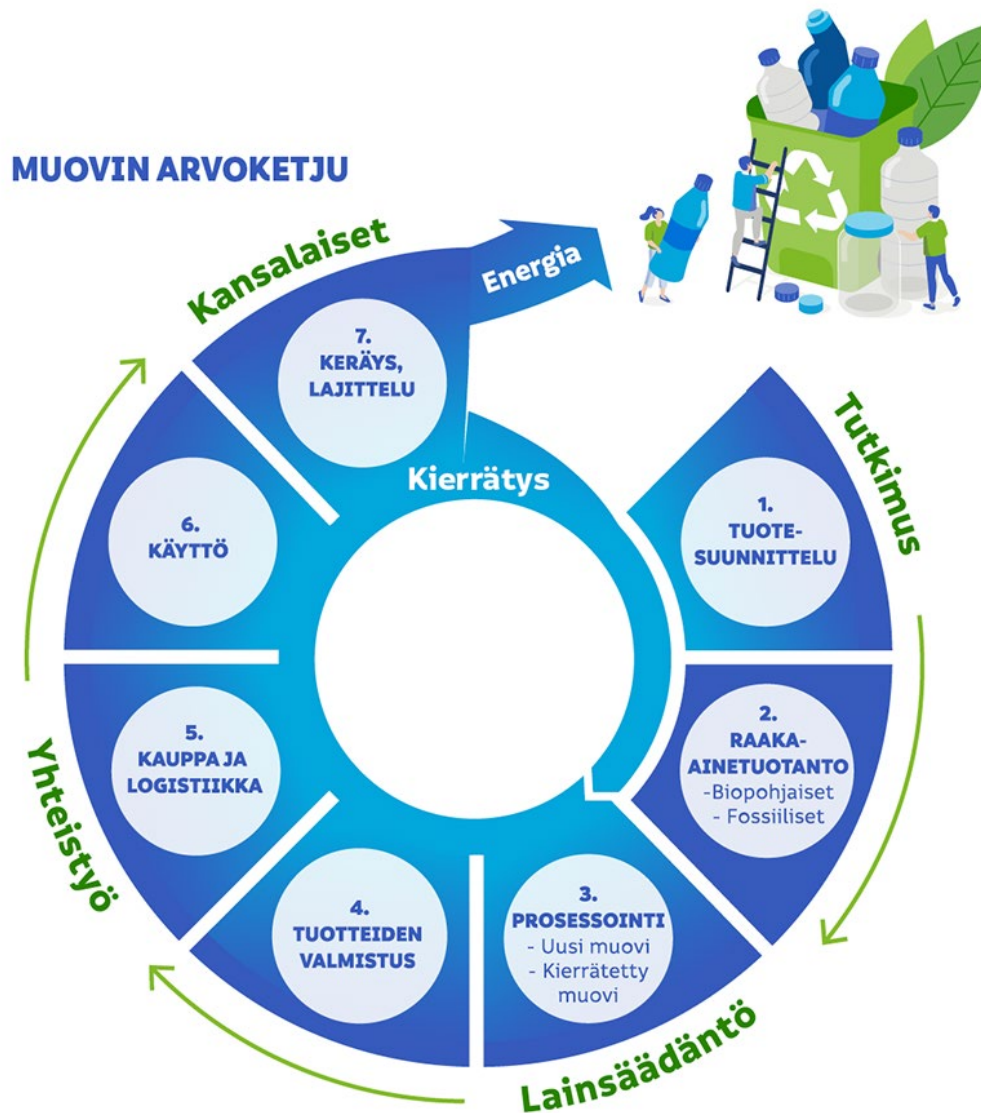 MUOVIN ARVOKETJU
Kansalaiset
Energia
7.
KERÄYS,
LAJITTELU
Kierrätys
Tutkimus
1.
TUOTE-
SUUNNITTELU
6.
KÄYTTÖ
2.
RAAKA-
AINETUOTANTO
-Biopohjaiset
- Fossiiliset
5.
KAUPPA JA
LOGISTIIKKA
Yhteistyö
3.
PROSESSOINTI
- Uusi muovi
- Kierrätetty
muovi
4.
TUOTTEIDEN
VALMISTUS
Lainsäädäntö